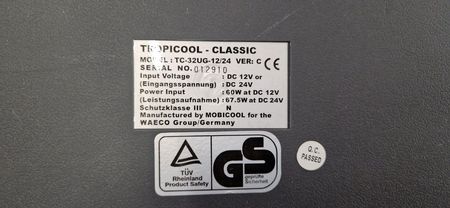 TROPICOOL - CLASSIC
MODEL : TC-32UG-12/24 VER: C CE
SERIAL NO. 012910
Input Voltage : DC 12V or
(Eingangsspannung) : DC 24V
Power Input : 60W at DC 12V
(Leistungsaufnahme) : 67.5W at DC 24V
Schutzklasse III N
Manufactured by MOBICOOL for the
WAECO Group/Germany
TÜV
Rheinland
Product Safety
GS
geprüfte
Sicherheit
Q.C.
PASSED